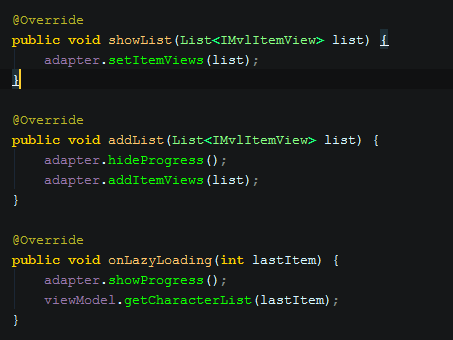 @Override
public void showList(List<IMvlItemView> list) {
adapter.setItemViews(list);
}
@Override
public void addList(List<IMvlItemView> list) {
adapter.hideProgress();
adapter.addItemViews(list);
}
@Override
public void onLazyLoading(int lastItem) {
adapter.showProgress();
viewModel.getCharacterList(lastItem);
}